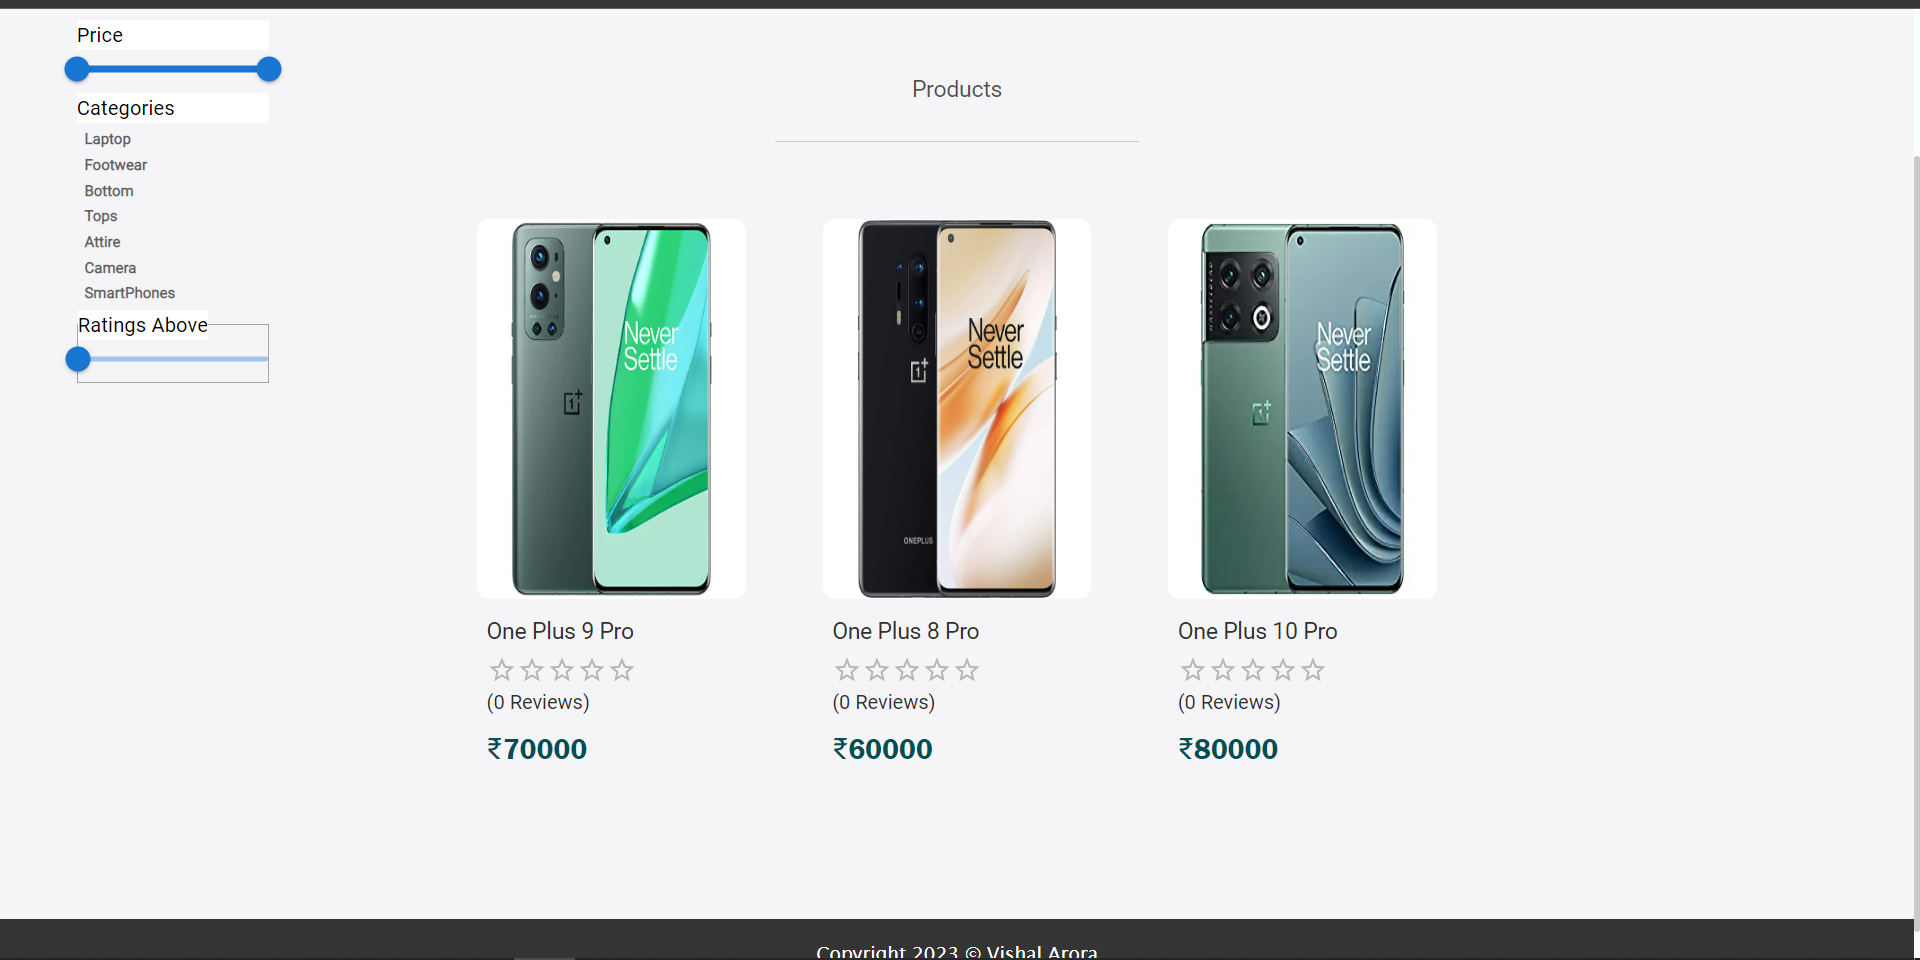 Price
Categories
Laptop
Footwear
Bottom
Tops
Attire
Camera
SmartPhones
Ratings Above
Products
Never
Settle
One Plus 9 Pro
(0 Reviews)
₹70000
Never
Settle
ONEPLUS
One Plus 8 Pro
(0 Reviews)
₹60000
HASSELBLAD
Never
Settle
One Plus 10 Pro
(0 Reviews)
₹80000
Copyright 2023 © Vishal Arora